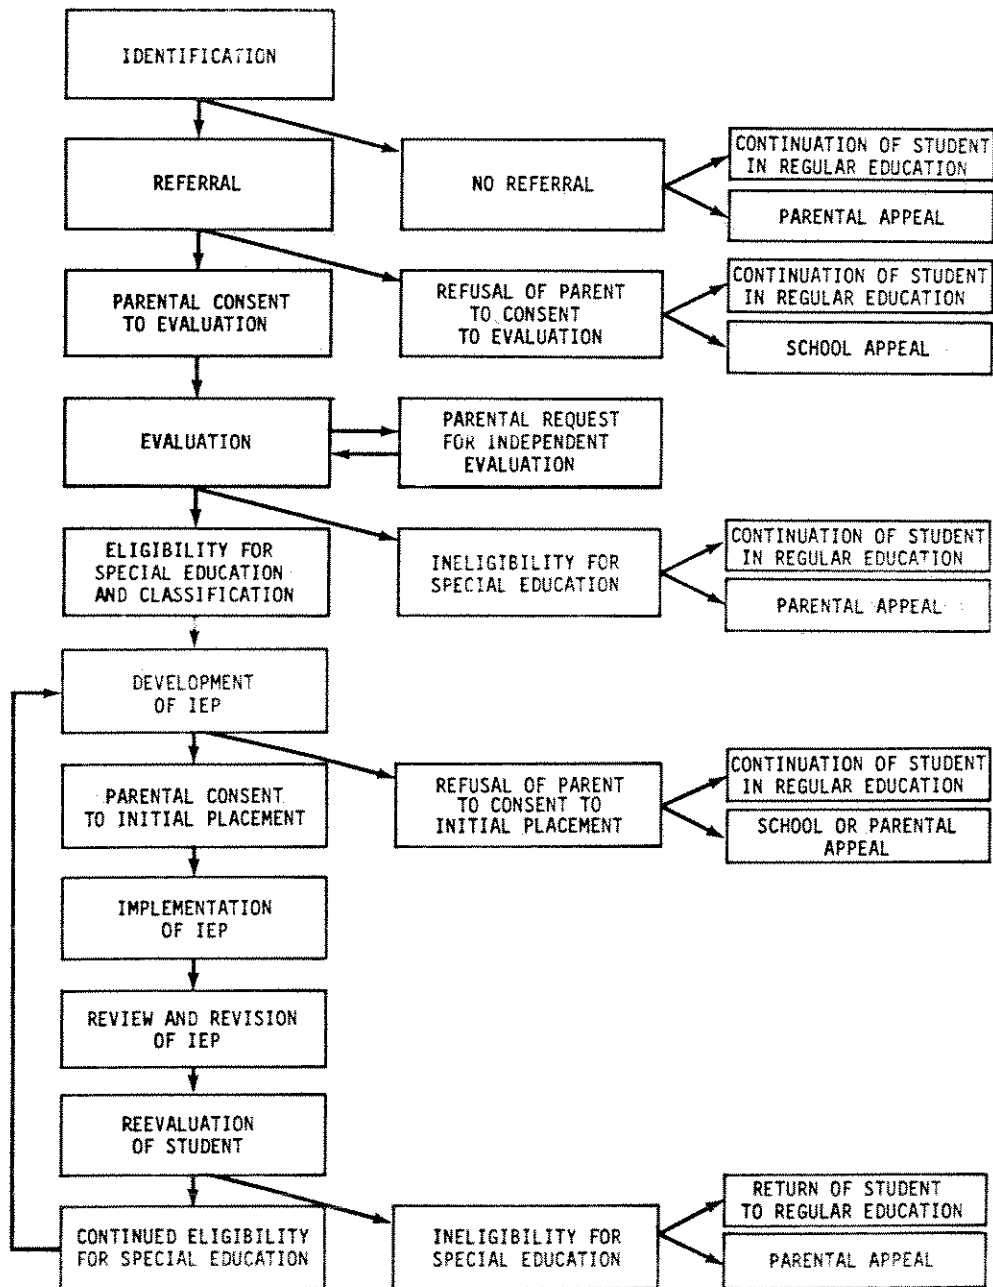 IDENTIFICATION
REFERRAL
NO REFERRAL
CONTINUATION OF STUDENT
IN REGULAR EDUCATION
PARENTAL APPEAL
PARENTAL CONSENT
TO EVALUATION
REFUSAL OF PARENT
TO CONSENT
TO EVALUATION
CONTINUATION OF STUDENT
IN REGULAR EDUCATION
SCHOOL APPEAL
EVALUATION
PARENTAL REQUEST
FOR INDEPENDENT
EVALUATION
ELIGIBILITY FOR
SPECIAL EDUCATION
AND CLASSIFICATION
INELIGIBILITY FOR
SPECIAL EDUCATION
CONTINUATION OF STUDENT
IN REGULAR EDUCATION
PARENTAL APPEAL
DEVELOPMENT
OF IEP
PARENTAL CONSENT
TO INITIAL PLACEMENT
REFUSAL OF PARENT
TO CONSENT TO
INITIAL PLACEMENT
CONTINUATION OF STUDENT
IN REGULAR EDUCATION
SCHOOL OR PARENTAL
APPEAL
IMPLEMENTATION
OF IEP
REVIEW AND REVISION
OF IEP
REEVALUATION
OF STUDENT
CONTINUED ELIGIBILITY
FOR SPECIAL EDUCATION
INELIGIBILITY FOR
SPECIAL EDUCATION
RETURN OF STUDENT
TO REGULAR EDUCATION
PARENTAL APPEAL